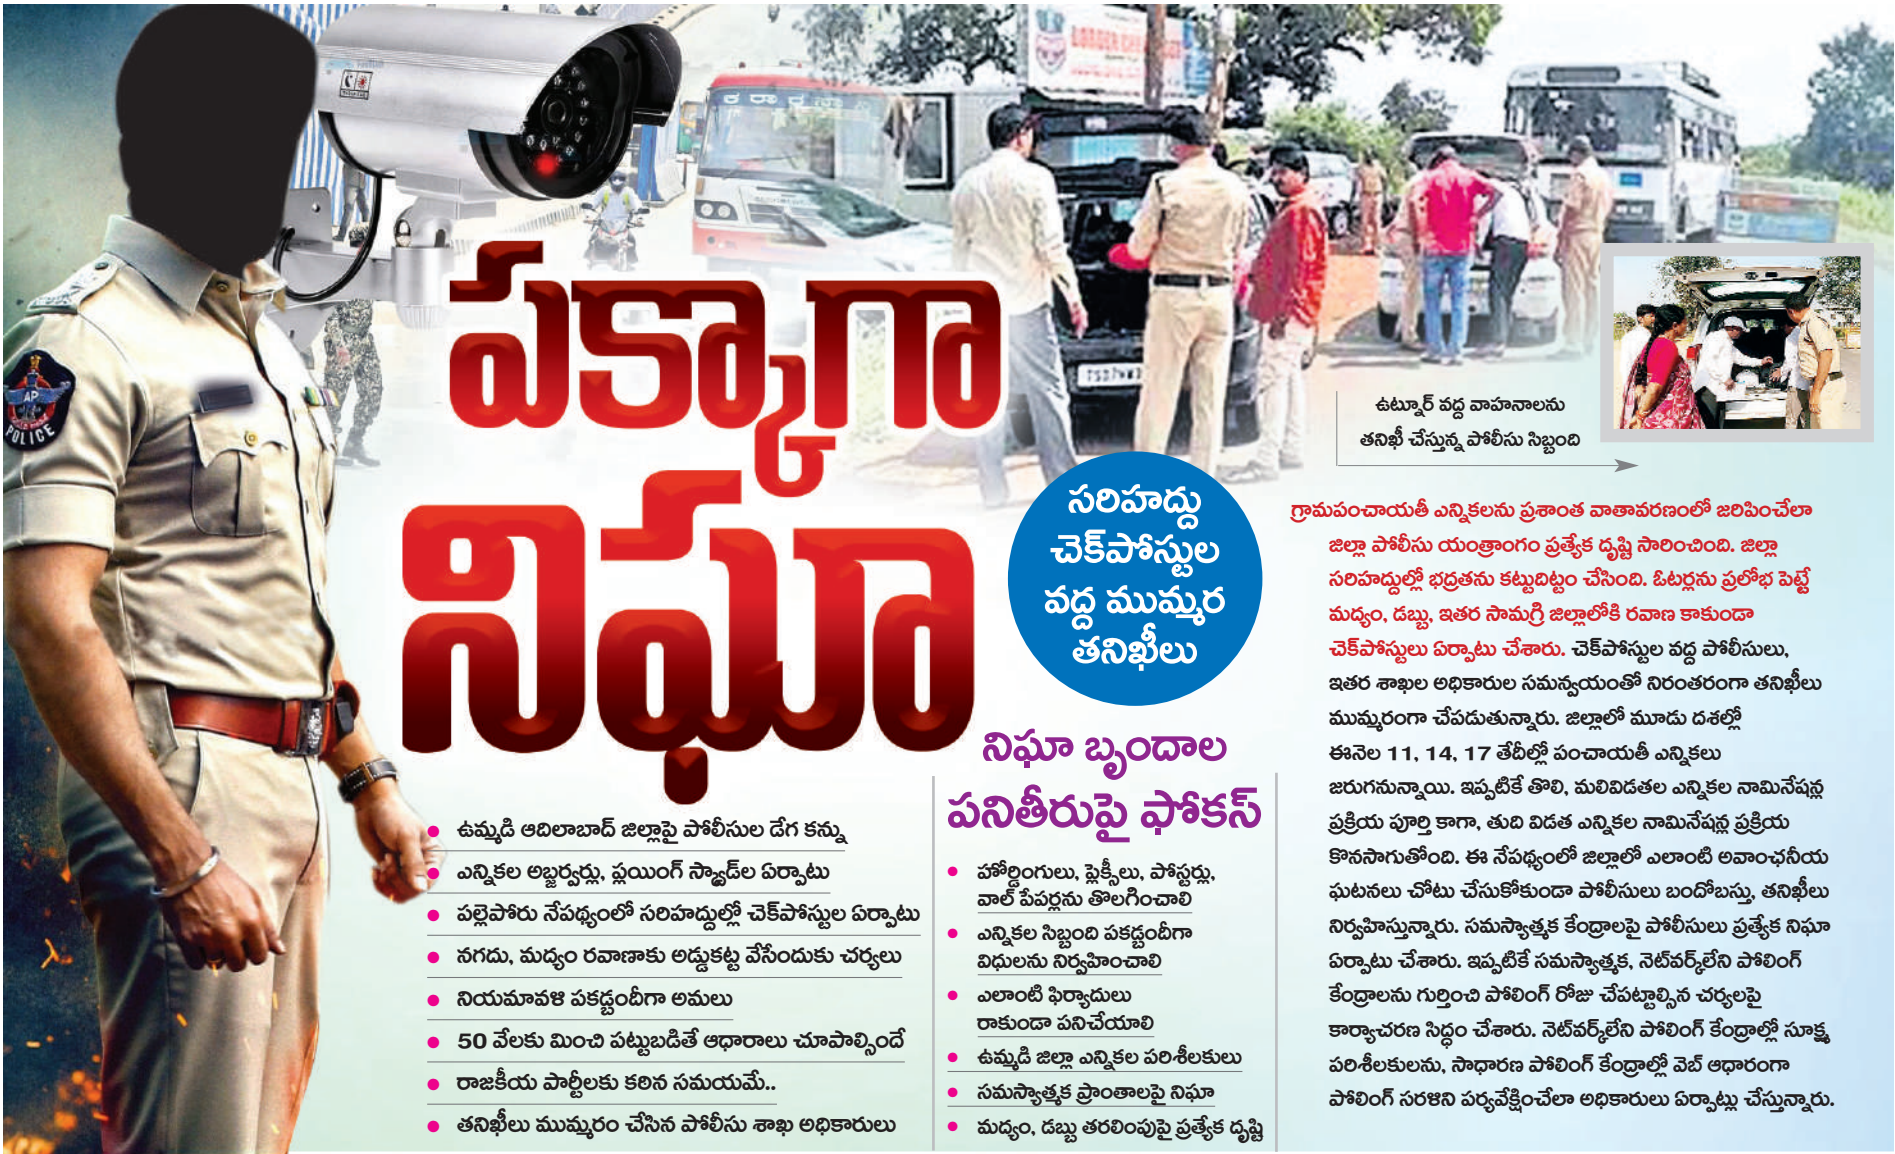 పక్కాగా
నిఘా
సరిహద్దు
చెక్‌పోస్టుల
వద్ద ముమ్మర
తనిఖీలు
ఉట్నూర్ వద్ద వాహనాలను
తనిఖీ చేస్తున్న పోలీసు సిబ్బంది
AP
POLICE
• ఉమ్మడి ఆదిలాబాద్ జిల్లాపై పోలీసుల డేగ కన్ను
• ఎన్నికల అబ్జర్వర్లు, ఫ్లయింగ్ స్క్వాడ్‌ల ఏర్పాటు
• పల్లెపోరు నేపథ్యంలో సరిహద్దుల్లో చెక్‌పోస్టుల ఏర్పాటు
• నగదు, మద్యం రవాణాకు అడ్డుకట్ట వేసేందుకు చర్యలు
• నియమావళి పకడ్బందీగా అమలు
• 50 వేలకు మించి పట్టుబడితే ఆధారాలు చూపాల్సిందే
• రాజకీయ పార్టీలకు కఠిన సమయమే..
• తనిఖీలు ముమ్మరం చేసిన పోలీసు శాఖ అధికారులు
నిఘా బృందాల
పనితీరుపై ఫోకస్
• హోర్డింగులు, ఫ్లెక్సీలు, పోస్టర్లు,
వాల్ పేపర్లను తొలగించాలి
• ఎన్నికల సిబ్బంది పకడ్బందీగా
విధులను నిర్వహించాలి
• ఎలాంటి ఫిర్యాదులు
రాకుండా పనిచేయాలి
• ఉమ్మడి జిల్లా ఎన్నికల పరిశీలకులు
• సమస్యాత్మక ప్రాంతాలపై నిఘా
• మద్యం, డబ్బు తరలింపుపై ప్రత్యేక దృష్టి
గ్రామపంచాయతీ ఎన్నికలను ప్రశాంత వాతావరణంలో జరిపించేలా
జిల్లా పోలీసు యంత్రాంగం ప్రత్యేక దృష్టి సారించింది. జిల్లా
సరిహద్దుల్లో భద్రతను కట్టుదిట్టం చేసింది. ఓటర్లను ప్రలోభ పెట్టే
మద్యం, డబ్బు, ఇతర సామగ్రి జిల్లాలోకి రవాణ కాకుండా
చెక్‌పోస్టులు ఏర్పాటు చేశారు. చెక్‌పోస్టుల వద్ద పోలీసులు,
ఇతర శాఖల అధికారుల సమన్వయంతో నిరంతరంగా తనిఖీలు
ముమ్మరంగా చేపడుతున్నారు. జిల్లాలో మూడు దశల్లో
ఈనెల 11, 14, 17 తేదీల్లో పంచాయతీ ఎన్నికలు
జరుగనున్నాయి. ఇప్పటికే తొలి, మలివిడతల ఎన్నికల నామినేషన్ల
ప్రక్రియ పూర్తి కాగా, తుది విడత ఎన్నికల నామినేషన్ల ప్రక్రియ
కొనసాగుతోంది. ఈ నేపథ్యంలో జిల్లాలో ఎలాంటి అవాంఛనీయ
ఘటనలు చోటు చేసుకోకుండా పోలీసులు బందోబస్తు, తనిఖీలు
నిర్వహిస్తున్నారు. సమస్యాత్మక కేంద్రాలపై పోలీసులు ప్రత్యేక నిఘా
ఏర్పాటు చేశారు. ఇప్పటికే సమస్యాత్మక, నెట్‌వర్క్‌లేని పోలింగ్
కేంద్రాలను గుర్తించి పోలింగ్ రోజు చేపట్టాల్సిన చర్యలపై
కార్యాచరణ సిద్ధం చేశారు. నెట్‌వర్క్‌లేని పోలింగ్ కేంద్రాల్లో సూక్ష్మ
పరిశీలకులను, సాధారణ పోలింగ్ కేంద్రాల్లో వెబ్ ఆధారంగా
పోలింగ్ సరళిని పర్యవేక్షించేలా అధికారులు ఏర్పాట్లు చేస్తున్నారు.